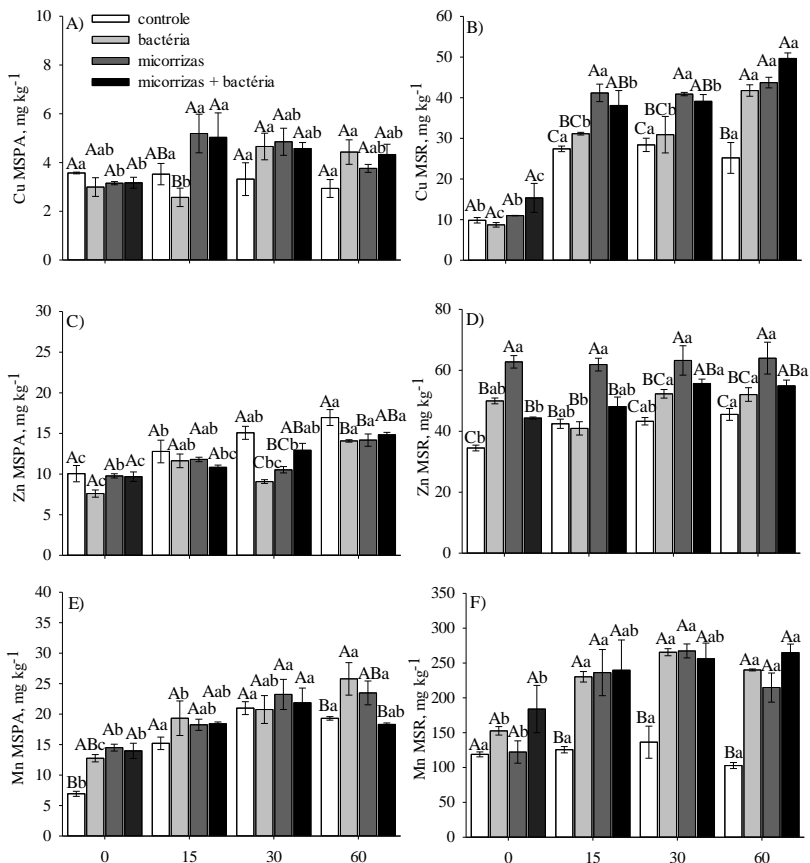 A)
controle
bactéria
micorrizas
micorrizas + bactéria
Cu MSPA, mg kg-1
10
8
6
4
2
0
Aa Aab Ab Ab
ABa Bb Aa Aa
Aa Aab Aa Aab
Aa Aa Aab Aab
B)
Cu MSR, mg kg-1
60
50
40
30
20
10
0
Ab Ac Ab Ac
Ca BCb Aa ABb
Ca BCb Aa ABb
Ba Aa Aa Aa
C)
Zn MSPA, mg kg-1
30
25
20
15
10
5
0
Ac Ac Ab Ac
Ab Aab Aab Abc
Aab Cbc BCb ABab
Aa Ba Ba ABa
D)
Zn MSR, mg kg-1
80
60
40
20
0
Cb Bab Aa Bb
Bab Bb Aa Bab
Cab BCa Aa ABa
Ca BCa Aa ABa
E)
Mn MSPA, mg kg-1
40
35
30
25
20
15
10
5
0
Bb ABc Ab Ab
Aa Ab Aab Aab
Aa Aab Aa Aa
Ba Aa ABa Bab
0 15 30 60
F)
Mn MSR, mg kg-1
350
300
250
200
150
100
50
0
Aa Ab Ab Ab
Ba Aa Aa Aab
Ba Aa Aa Aab
Ba Aa Aa Aa
0 15 30 60